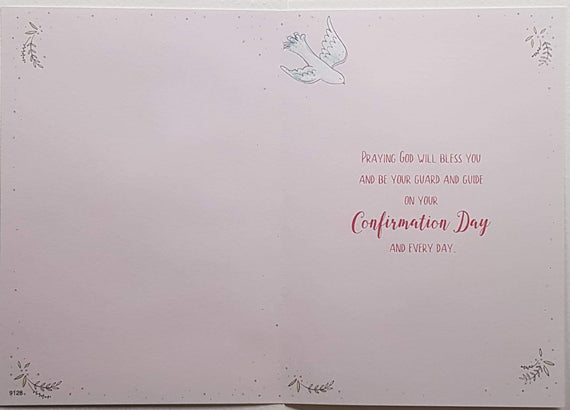 Praying God will bless you
and be your guard and guide
on your
Confirmation Day
and every day.
9128